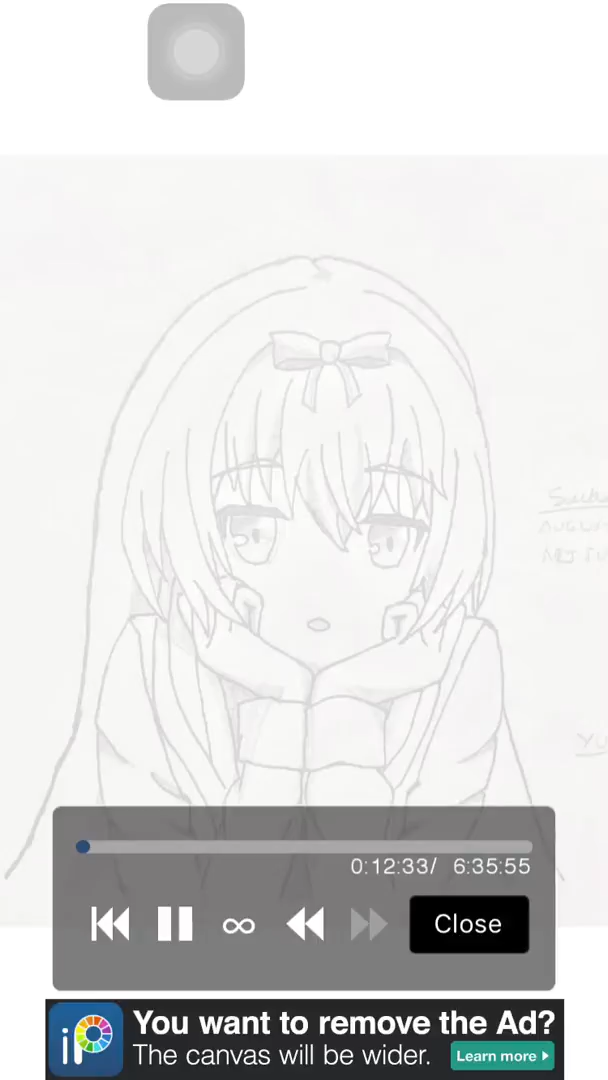 0:12:33/ 6:35:55
Close
iP
You want to remove the Ad?
The canvas will be wider.
Learn more